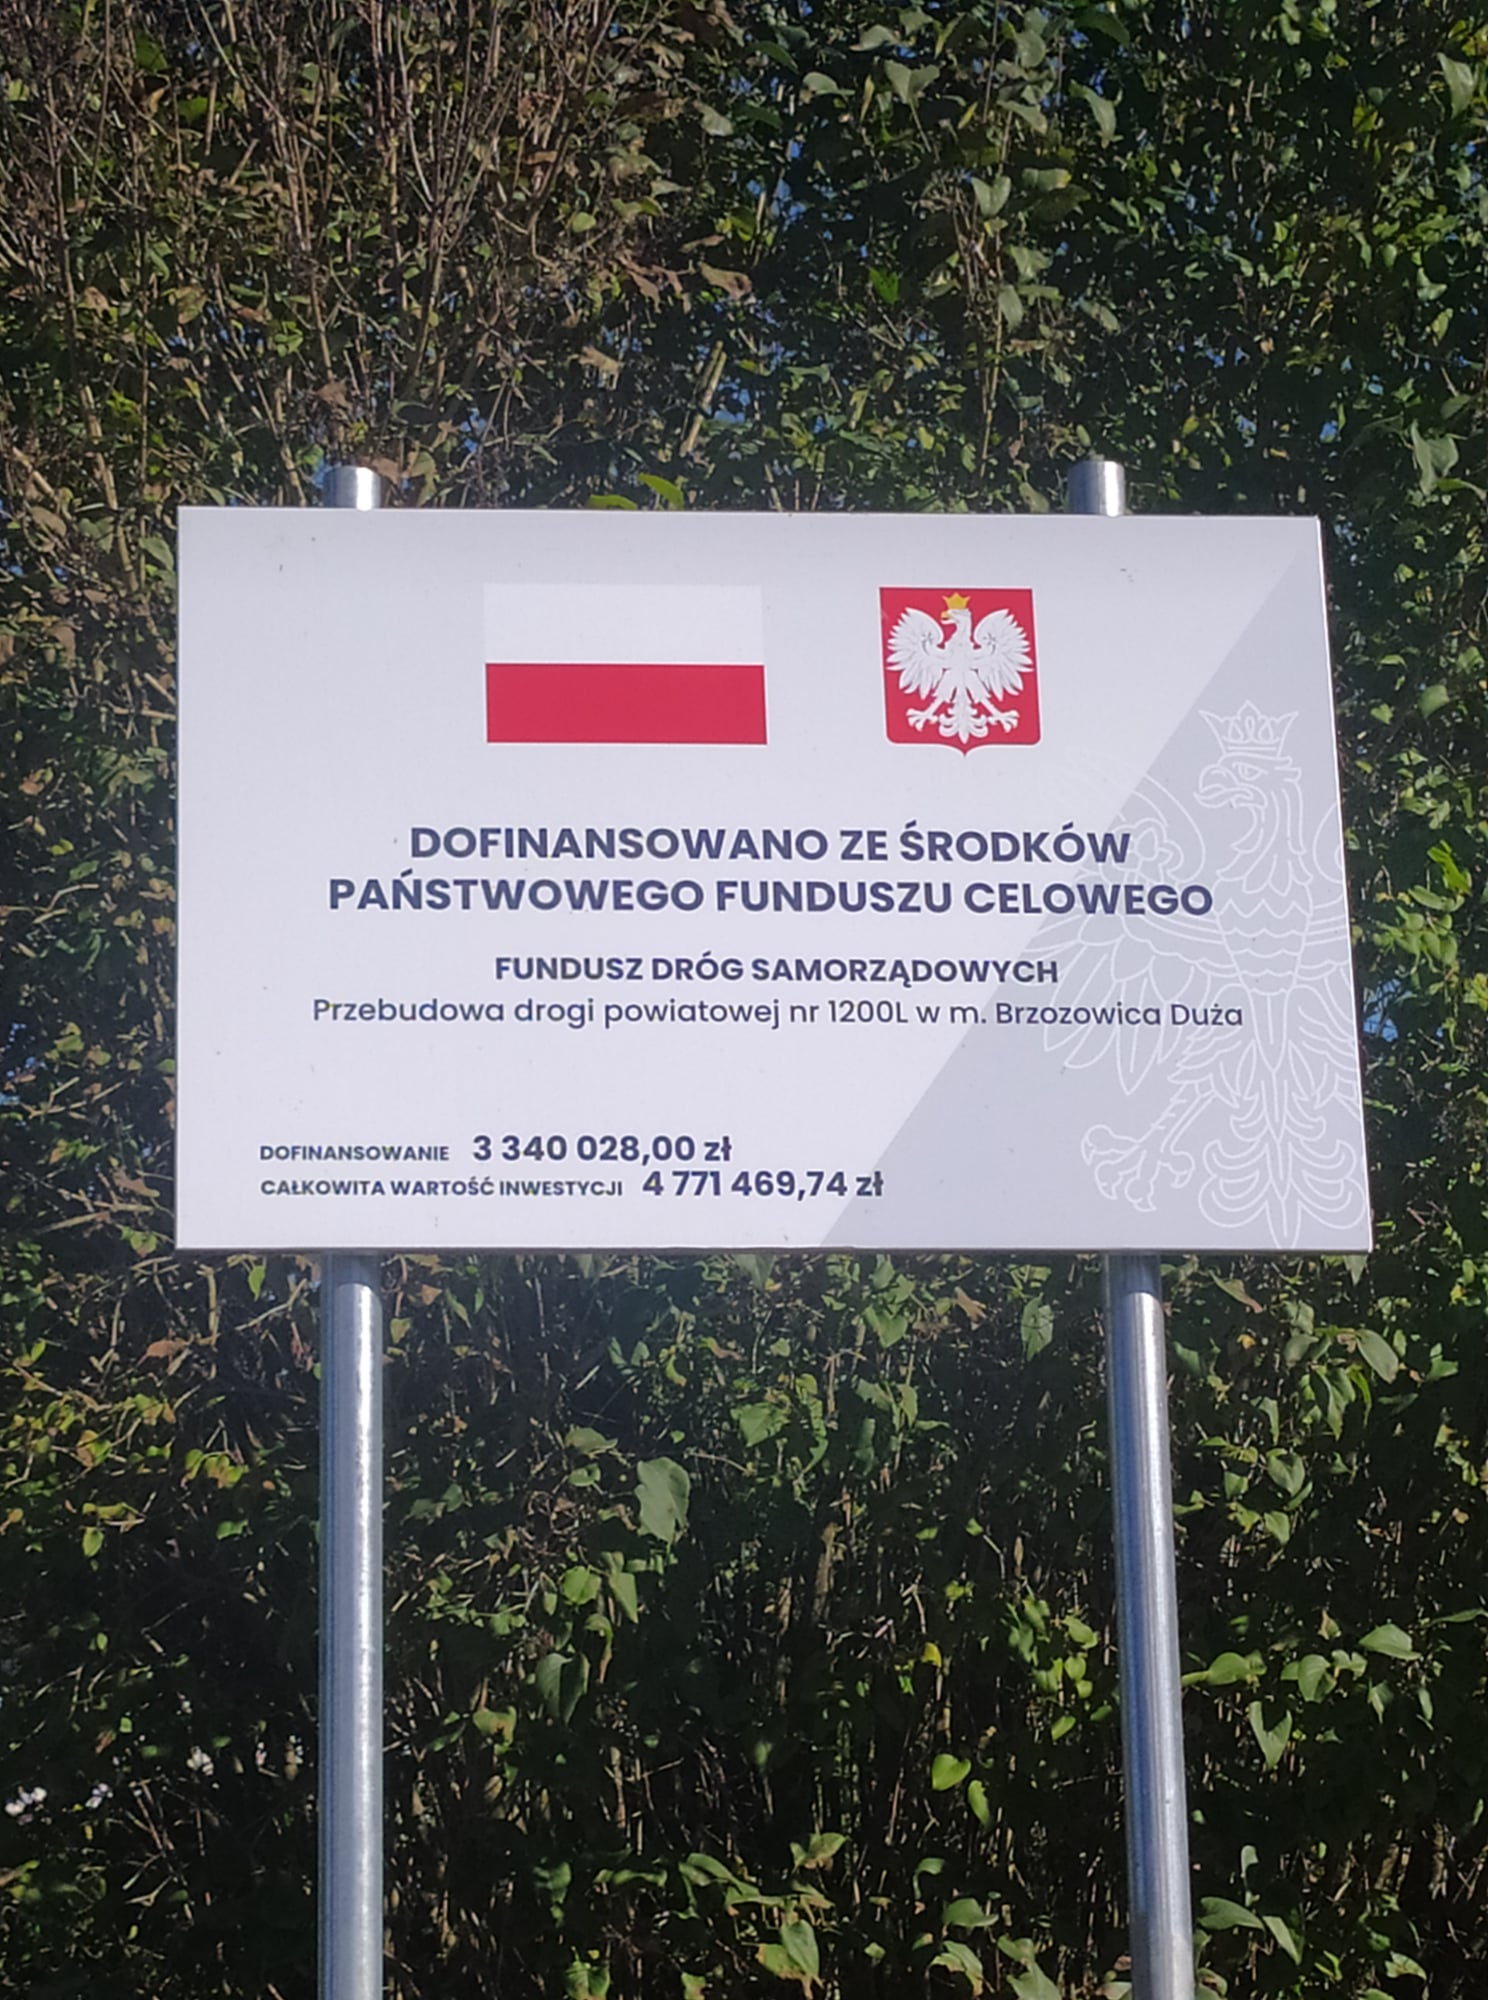 DOFINANSOWANO ZE ŚRODKÓW
PAŃSTWOWEGO FUNDUSZU CELOWEGO
FUNDUSZ DRÓG SAMORZĄDOWYCH
Przebudowa drogi powiatowej nr 1200L w m. Brzozowica Duża
DOFINANSOWANIE 3 340 028,00 zł
CAŁKOWITA WARTOŚĆ INWESTYCJI 4 771 469,74 zł